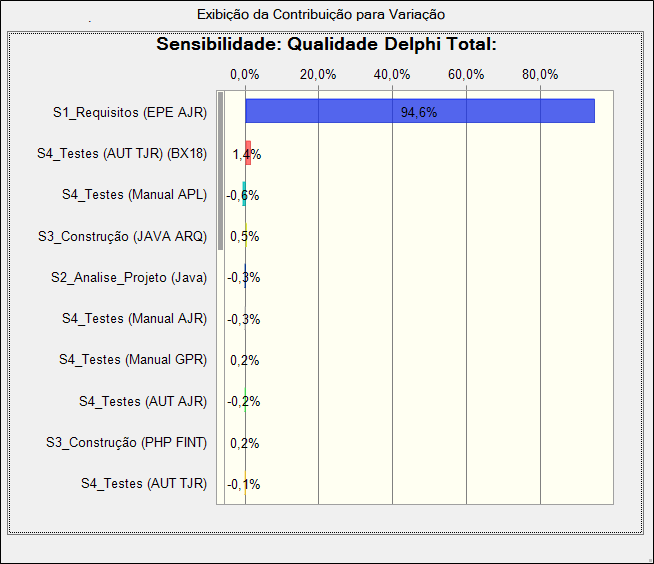 Exibição da Contribuição para Variação
Sensibilidade: Qualidade Delphi Total:
0,0% 20,0% 40,0% 60,0% 80,0%
S1_Requisitos (EPE AJR) 94,6%
S4_Testes (AUT TJR) (BX18) 1,4%
S4_Testes (Manual APL) -0,6%
S3_Construção (JAVA ARQ) 0,5%
S2_Analise_Projeto (Java) -0,3%
S4_Testes (Manual AJR) -0,3%
S4_Testes (Manual GPR) 0,2%
S4_Testes (AUT AJR) -0,2%
S3_Construção (PHP FINT) 0,2%
S4_Testes (AUT TJR) -0,1%